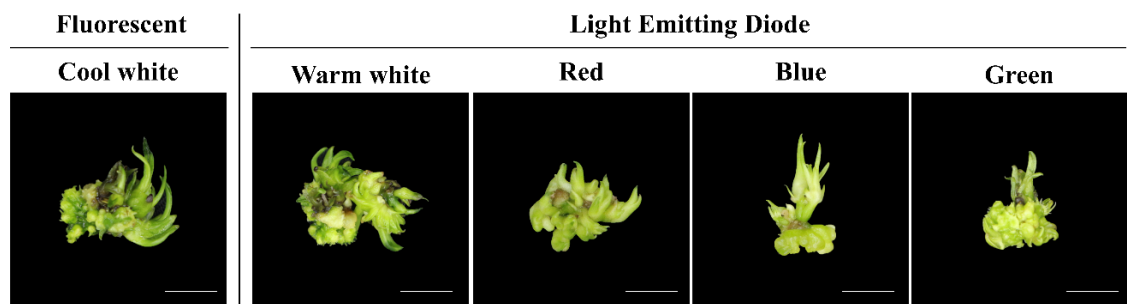 Fluorescent
Light Emitting Diode
Cool white
Warm white
Red
Blue
Green